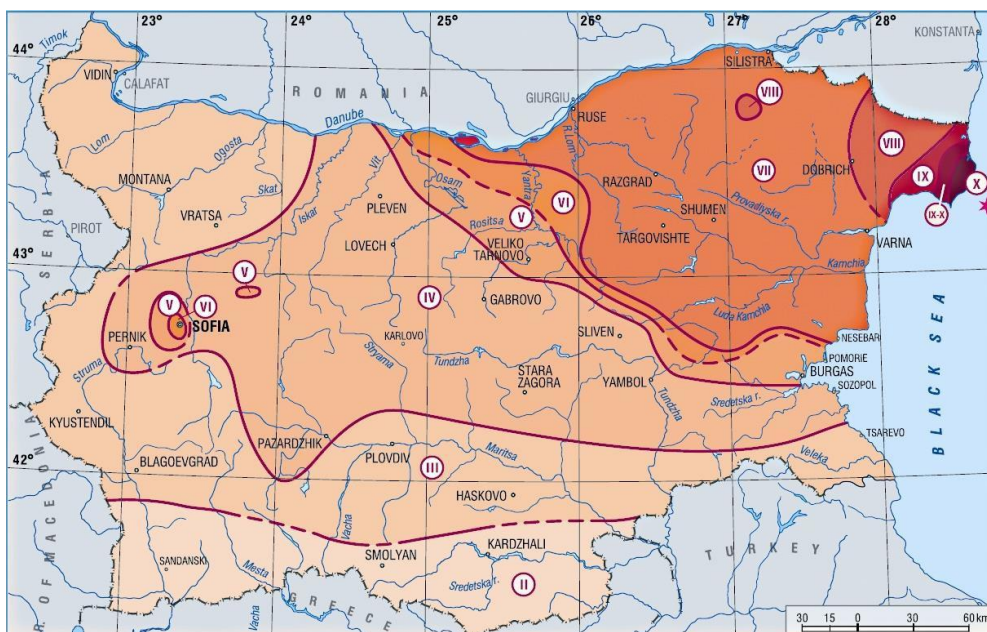 23° 24° 25° 26° 27° 28°
KONSTANTA
44°
Timok
VIDIN
CALAFAT
SILISTRA
ROMANIA
GIURGIU
VIII
Danube
RUSE
R.Lom
Lom
Ogosta
Vit
Osam
Yantra
DOBRICH
VIII
MONTANA
Skat
Iskar
RAZGRAD
VII
IX
X
SERBIA
PLEVEN
VI
Provadiyska r.
IX-X
VRATSA
Rositsa
V
SHUMEN
PIROT
LOVECH
VELIKO
TARNOVO
TARGOVISHTE
VARNA
43°
V
Kamchia
V
VI
IV
GABROVO
Luda Kamchia
SOFIA
PERNIK
KARLOVO
SLIVEN
NESEBAR
Struma
Stryama
Tundzha
POMORIE
STARA
ZAGORA
YAMBOL
BURGAS
SOZOPOL
Tundzha
Sredetska r.
BLACK SEA
KYUSTENDIL
PAZARDZHIK
TSAREVO
42°
BLAGOEVGRAD
PLOVDIV
III
Maritsa
Veleka
HASKOVO
R. OF MACEDONIA
Vacha
SMOLYAN
KARDZHALI
TURKEY
SANDANSKI
Mesta
Sredetska r.
II
GREECE
Vacha
30 15 0 30 60 km